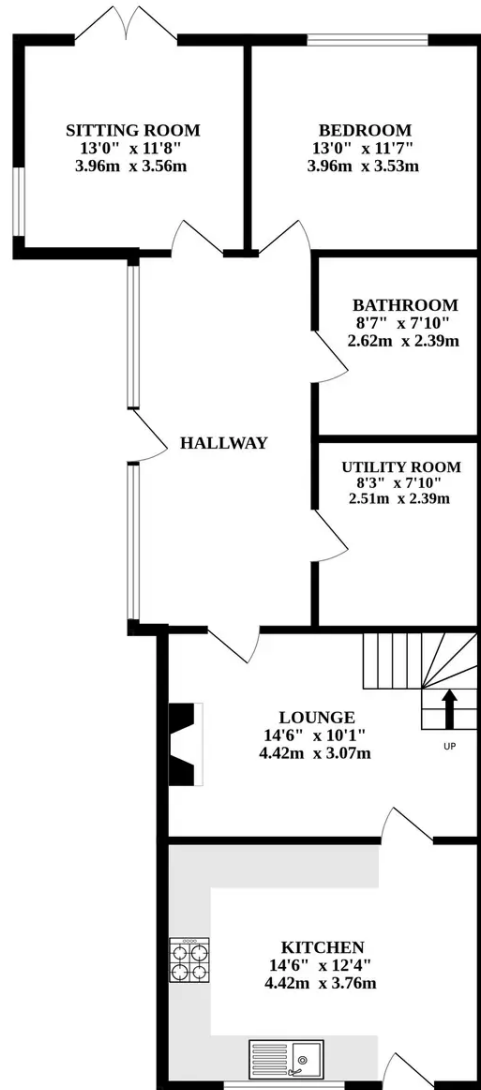 SITTING ROOM
13'0" x 11'8"
3.96m x 3.56m
BEDROOM
13'0" x 11'7"
3.96m x 3.53m
BATHROOM
8'7" x 7'10"
2.62m x 2.39m
HALLWAY
UTILITY ROOM
8'3" x 7'10"
2.51m x 2.39m
LOUNGE
14'6" x 10'1"
4.42m x 3.07m
UP
KITCHEN
14'6" x 12'4"
4.42m x 3.76m